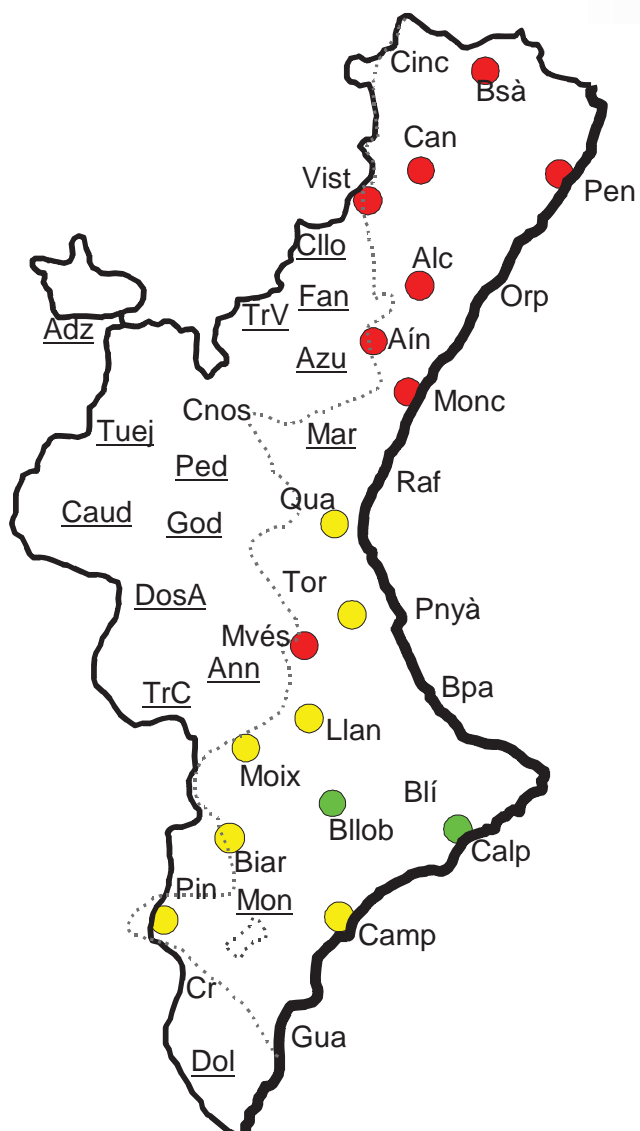 Cinc
Bsà
Can
Vist
Pen
Cllo
Alc
Fan
Orp
TrV
Adz
Aín
Azu
Monc
Cnos
Tuej
Mar
Ped
Raf
Qua
Caud
God
Tor
DosA
Pnyà
Mvés
Ann
Bpa
TrC
Llan
Moix
Blí
Bllob
Calp
Biar
Pin
Mon
Camp
Cr
Gua
Dol